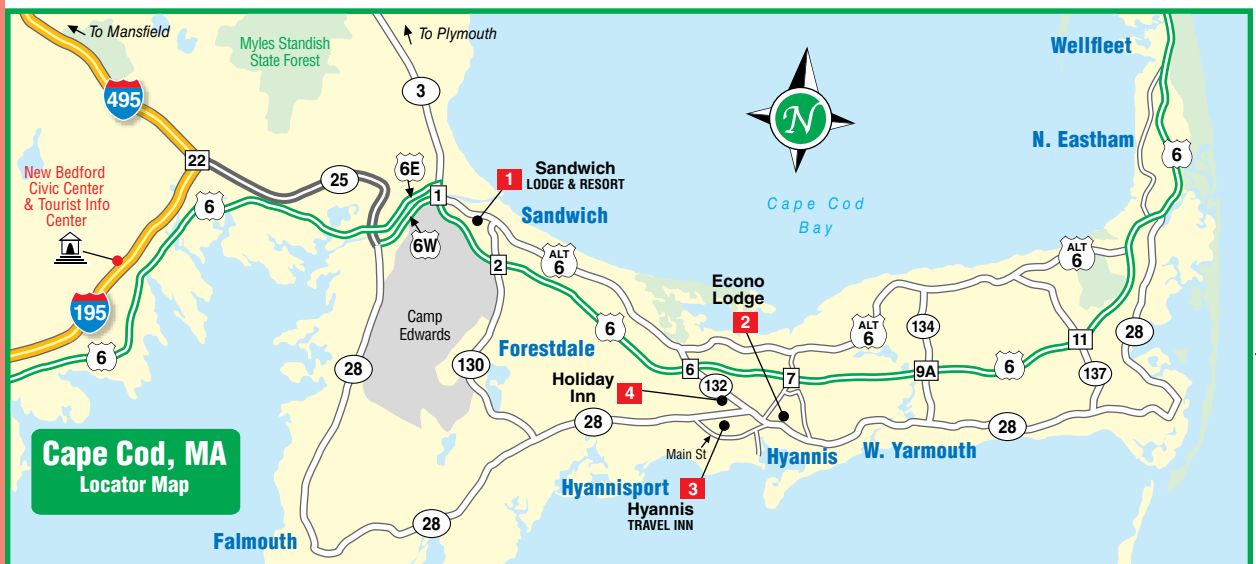 To Mansfield
To Plymouth
Myles Standish
State Forest
Wellfleet
495
3
N
N. Eastham
22
6E
1
Sandwich
LODGE & RESORT
6
New Bedford
Civic Center
& Tourist Info
Center
25
1
Sandwich
6
6W
Cape Cod
Bay
ALT
6
ALT
6
2
Econo
Lodge
195
Camp
Edwards
2
6
ALT
6
134
28
11
6
Forestdale
28
130
6
132
7
9A
6
137
Holiday
Inn
4
28
28
Main St
Hyannis
W. Yarmouth
Cape Cod, MA
Locator Map
Hyannisport
3
Hyannis
TRAVEL INN
28
Falmouth